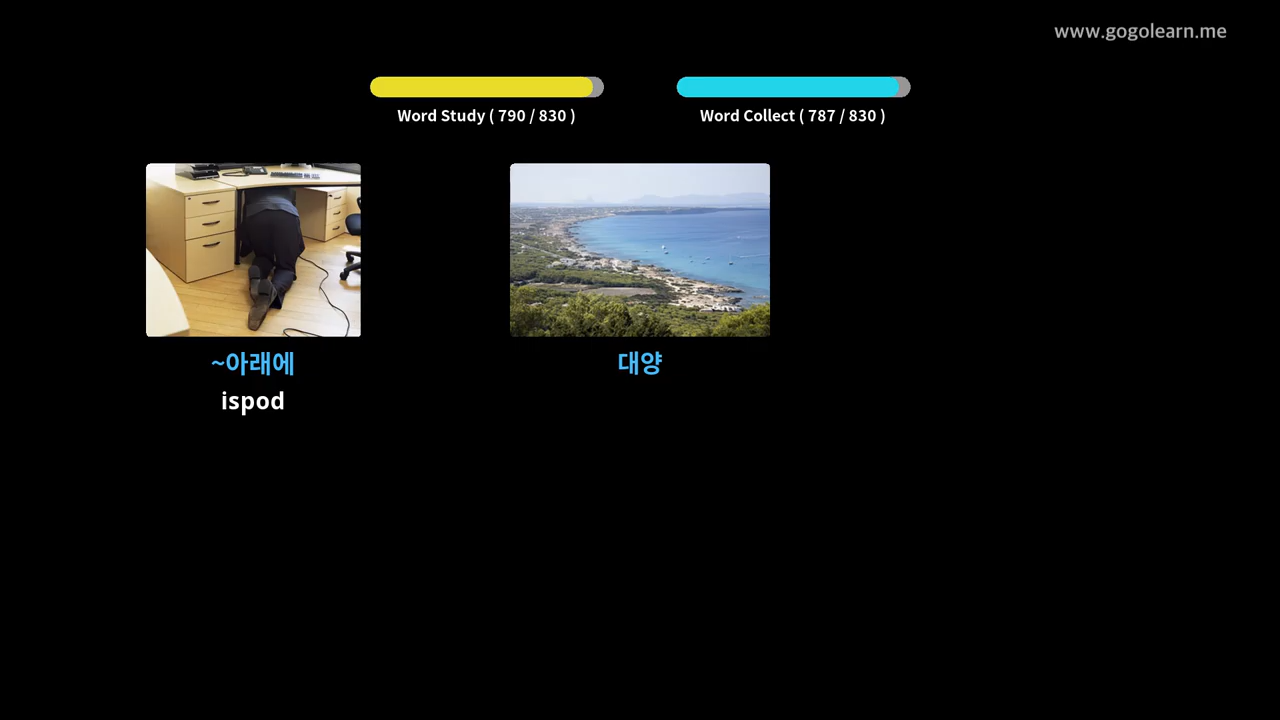 www.gogolearn.me
Word Study ( 790 / 830 )
Word Collect ( 787 / 830 )
~아래에
ispod
대양